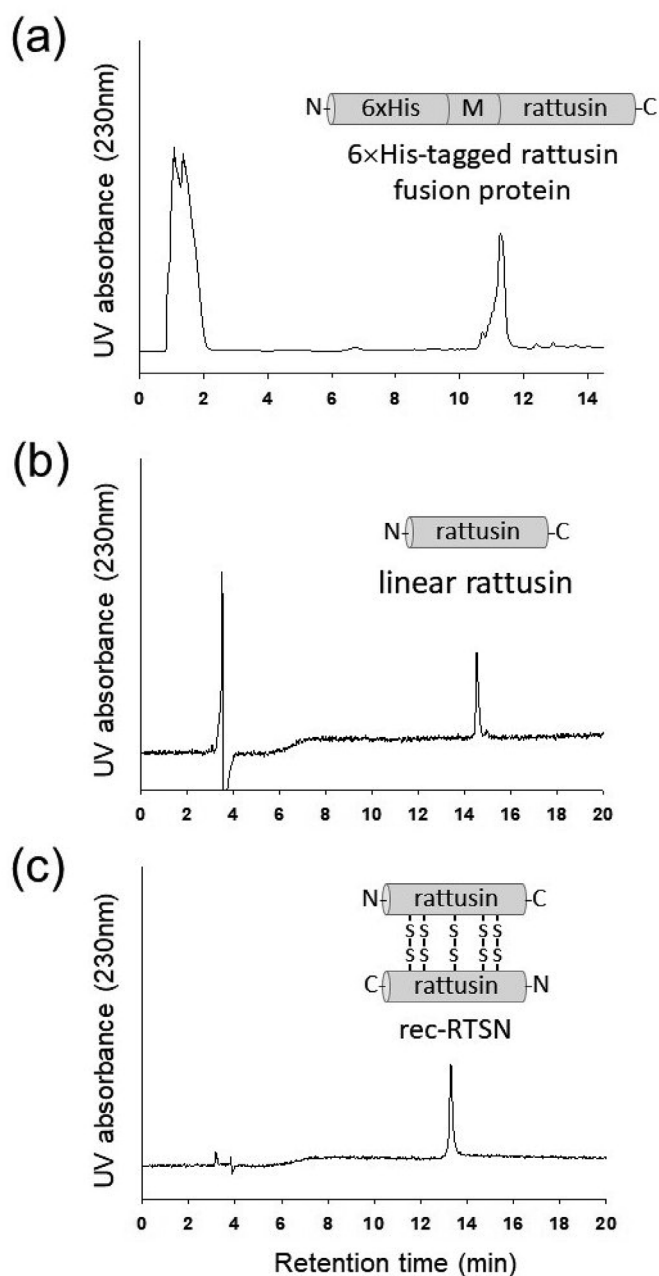 (a)
UV absorbance (230nm)
N- 6xHis M rattusin -C
6×His-tagged rattusin
fusion protein
0 2 4 6 8 10 12 14
(b)
UV absorbance (230nm)
N- rattusin -C
linear rattusin
0 2 4 6 8 10 12 14 16 18 20
(c)
UV absorbance (230nm)
N- rattusin -C
S S S S S
S S S S S
C- rattusin -N
rec-RTSN
0 2 4 6 8 10 12 14 16 18 20
Retention time (min)